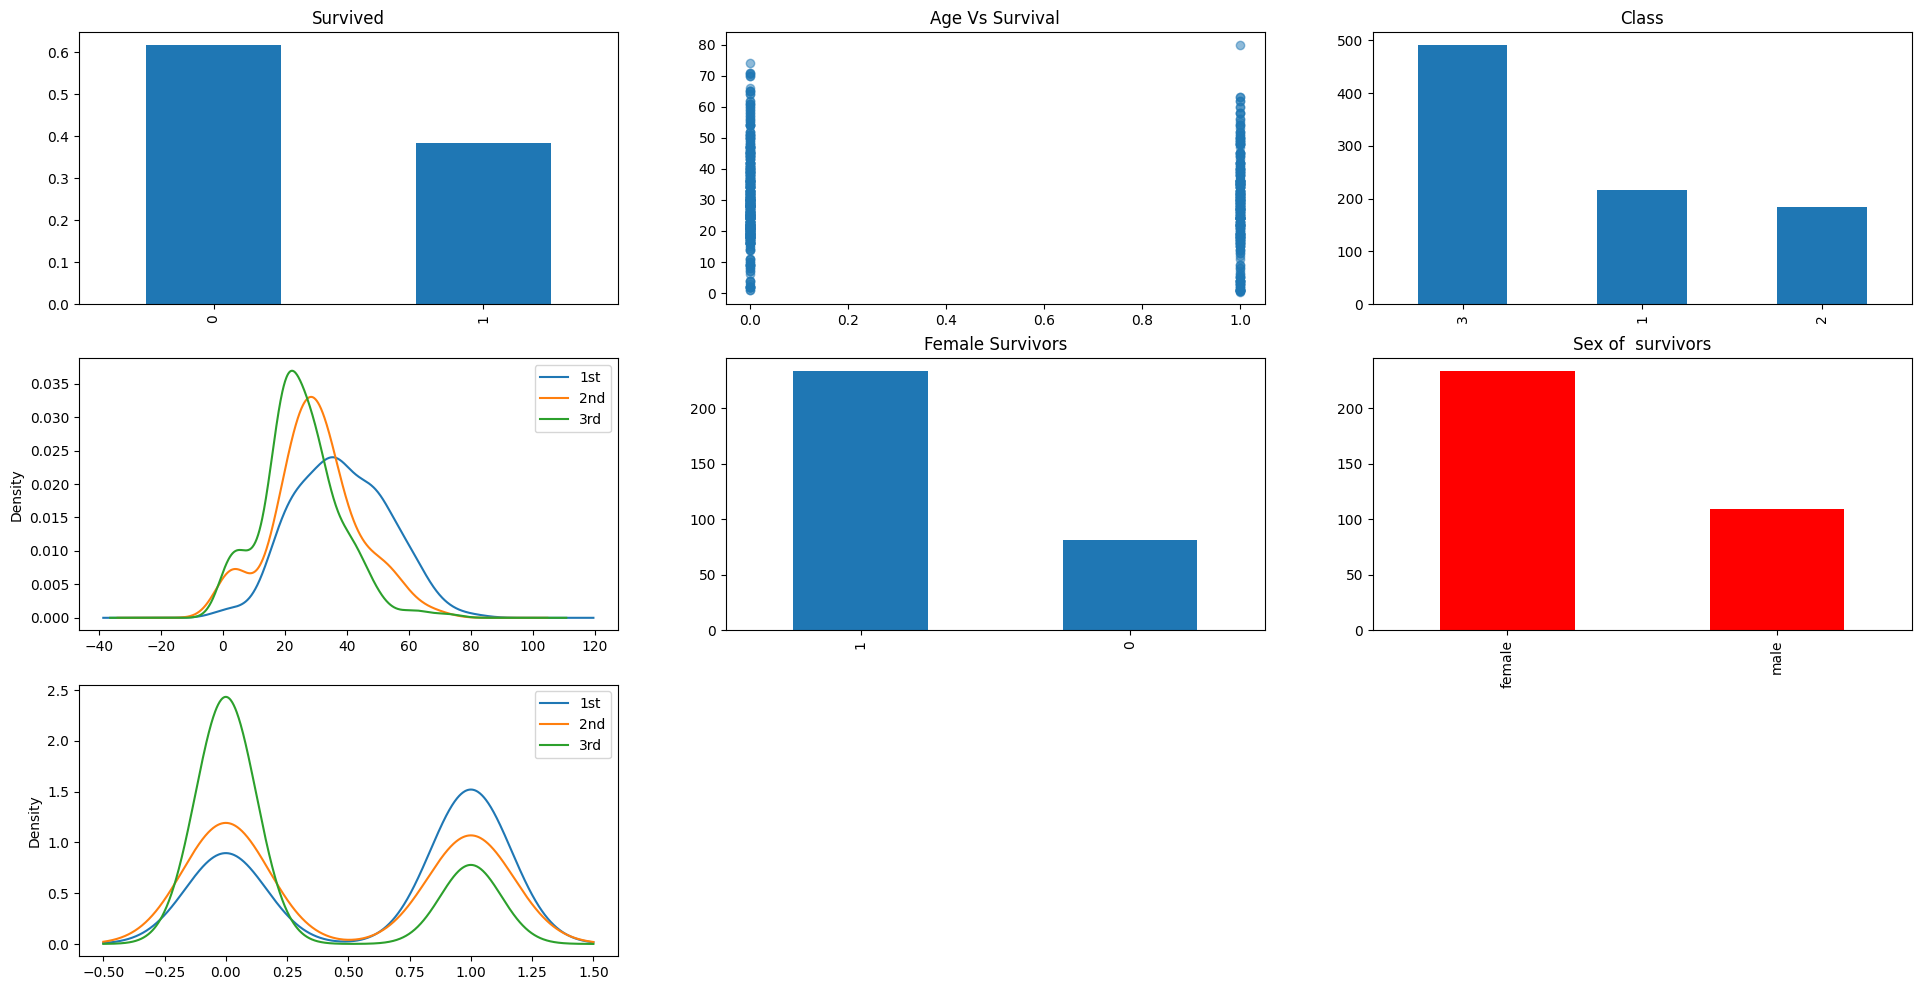 Survived
0.6
0.5
0.4
0.3
0.2
0.1
0.0
0
1
Age Vs Survival
80
70
60
50
40
30
20
10
0
0.0 0.2 0.4 0.6 0.8 1.0
Class
500
400
300
200
100
0
3
1
2
Density
0.035
0.030
0.025
0.020
0.015
0.010
0.005
0.000
−40 −20 0 20 40 60 80 100 120
1st
2nd
3rd
Female Survivors
200
150
100
50
0
1
0
Sex of  survivors
200
150
100
50
0
female
male
Density
2.5
2.0
1.5
1.0
0.5
0.0
−0.50 −0.25 0.00 0.25 0.50 0.75 1.00 1.25 1.50
1st
2nd
3rd